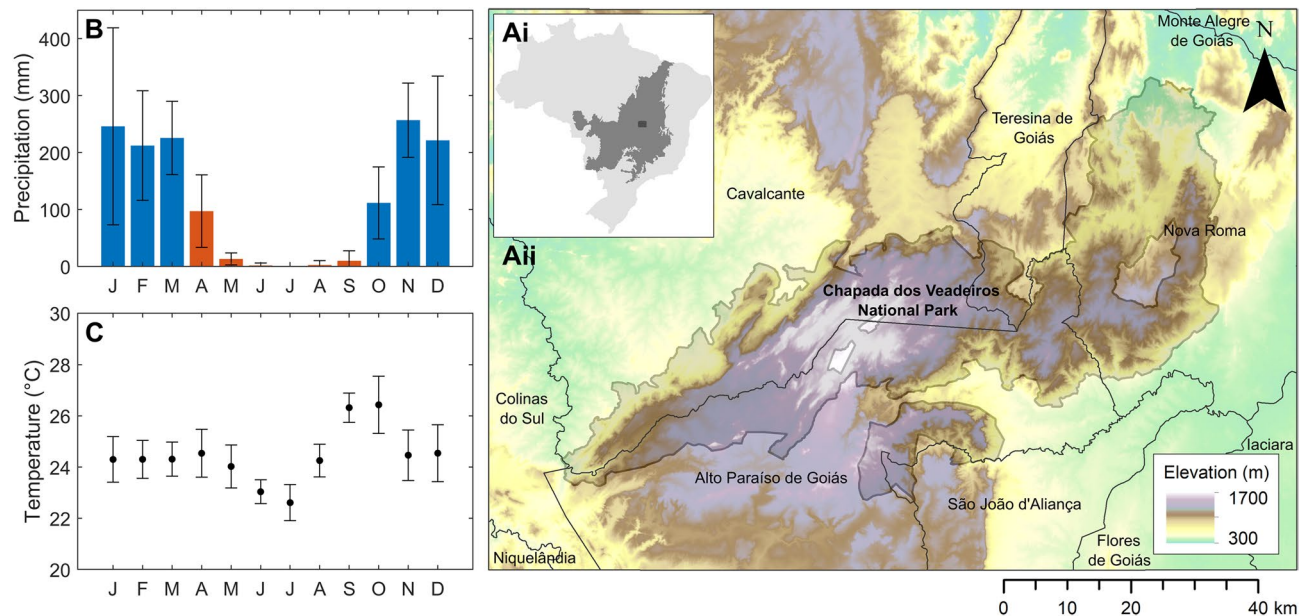 B
Precipitation (mm)
400
300
200
100
0
J F M A M J J A S O N D
C
Temperature (°C)
30
28
26
24
22
20
J F M A M J J A S O N D
Ai
Aii
Monte Alegre
de Goiás
N
Teresina de
Goiás
Cavalcante
Nova Roma
Chapada dos Veadeiros
National Park
Colinas
do Sul
Alto Paraíso de Goiás
São João d'Aliança
Iaciara
Niquelândia
Flores
de Goiás
Elevation (m)
1700
300
0 10 20 40 km